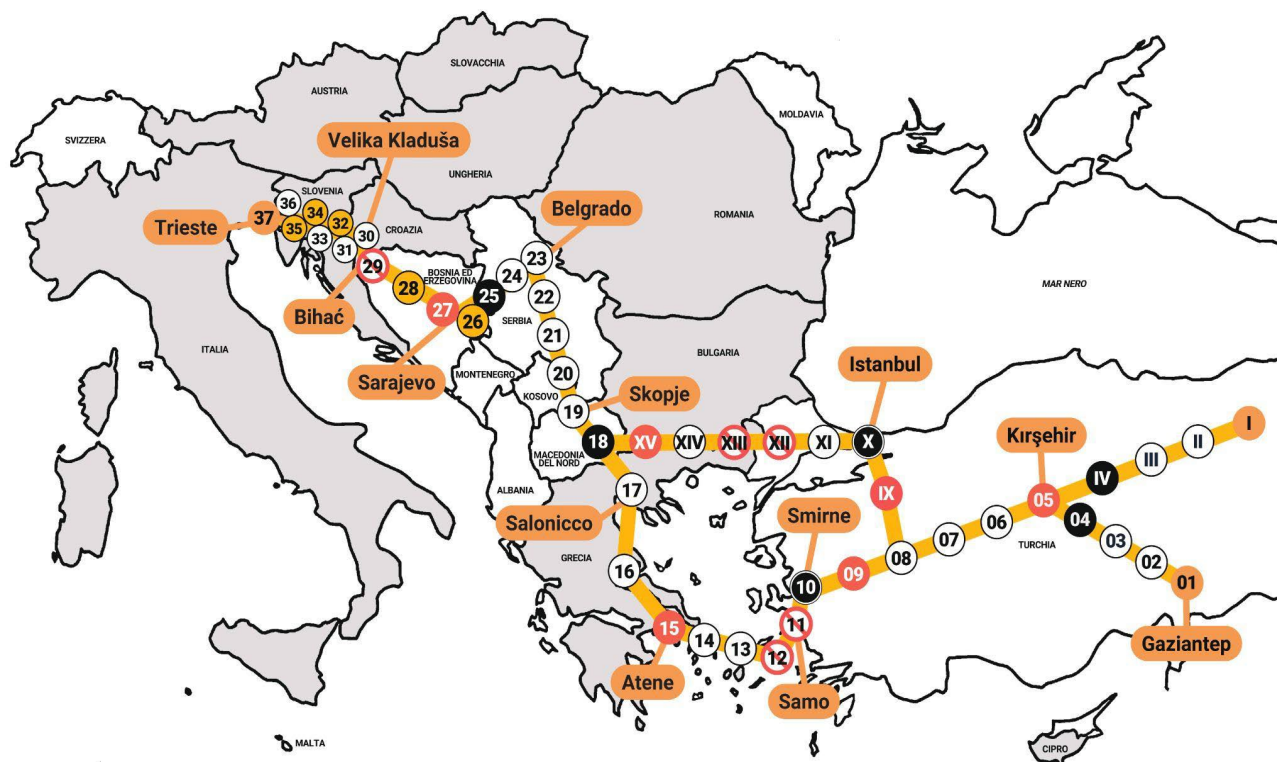 SLOVACCHIA
AUSTRIA
MOLDAVIA
SVIZZERA
Velika Kladuša
UNGHERIA
SLOVENIA
36
34
Belgrado
37
Trieste
35
32
33
30
31
CROAZIA
ROMANIA
23
24
29
BOSNIA ED
ERZEGOVINA
28
25
22
MAR NERO
Bihać
27
26
SERBIA
21
ITALIA
BULGARIA
Istanbul
Sarajevo
MONTENEGRO
20
KOSOVO
Skopje
19
Kırşehir
I
18
XV
XIV
XIII
XII
XI
X
II
MACEDONIA
DEL NORD
III
IV
ALBANIA
17
IX
05
04
Salonicco
Smirne
06
TURCHIA
07
03
GRECIA
08
02
16
09
10
01
15
11
14
13
12
Gaziantep
Atene
Samo
MALTA
CIPRO